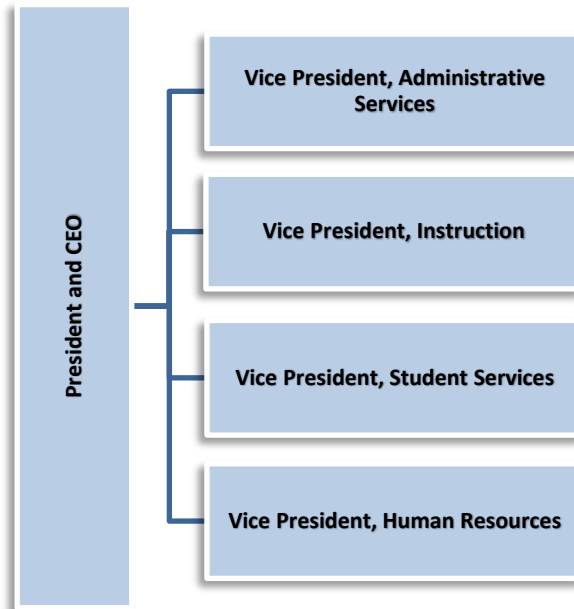 President and CEO
Vice President, Administrative
Services
Vice President, Instruction
Vice President, Student Services
Vice President, Human Resources